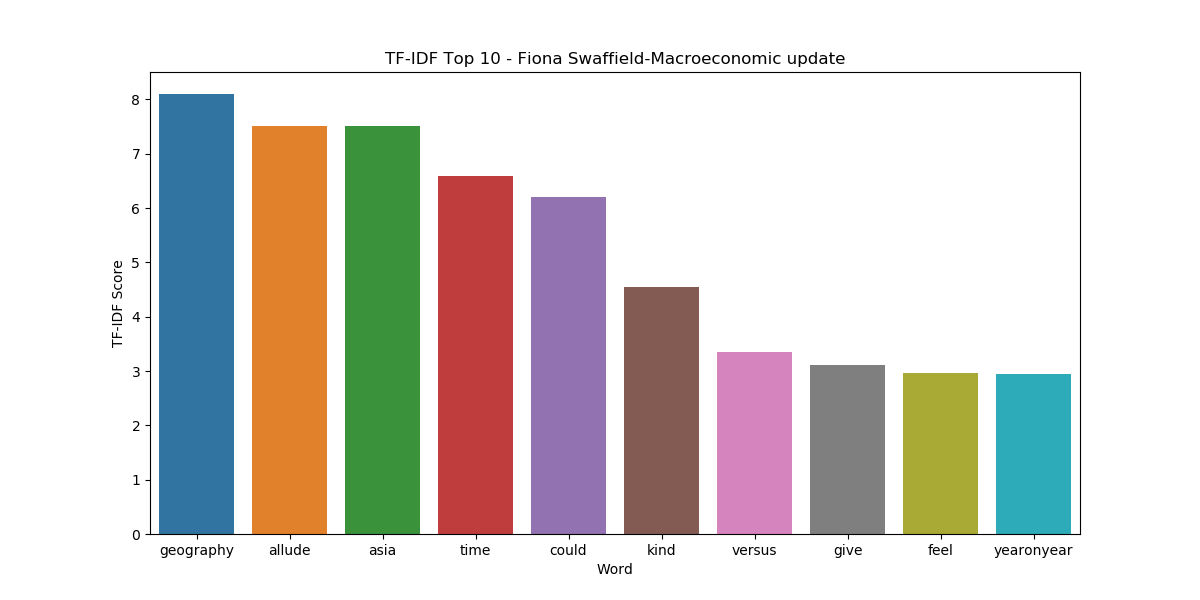 TF-IDF Top 10 - Fiona Swaffield-Macroeconomic update
TF-IDF Score
8
7
6
5
4
3
2
1
0
geography allude asia time could kind versus give feel yearonyear
Word